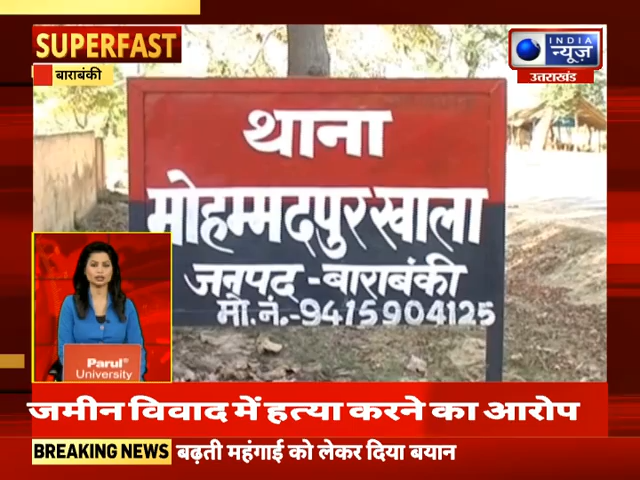 SUPERFAST
बाराबंकी
INDIA
न्यूज़
उत्तराखंड
थाना
मोहम्मदपुरखाला
जनपद -बाराबंकी
मो.नं.-9415904125
Parul®
University
जमीन विवाद में हत्या करने का आरोप
BREAKING NEWS बढ़ती महंगाई को लेकर दिया बयान